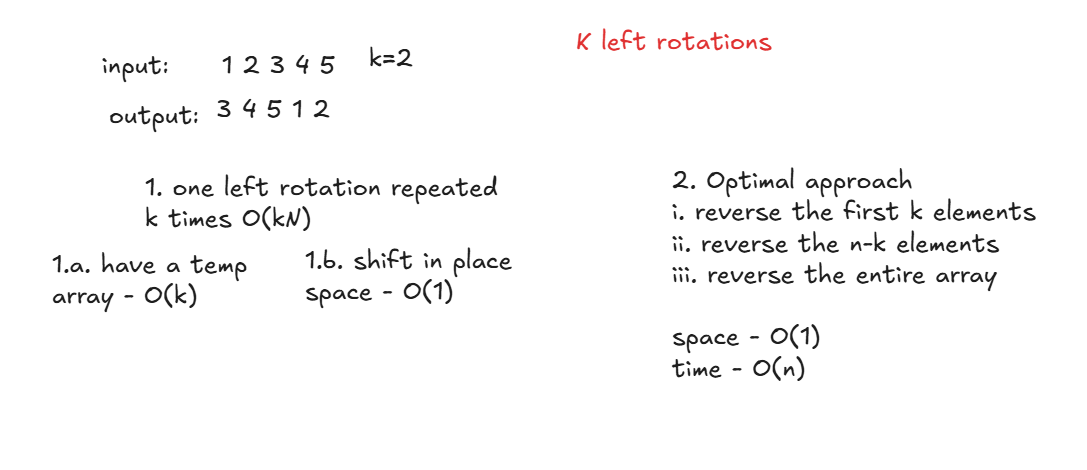 K left rotations
input: 1 2 3 4 5 k=2
output: 3 4 5 1 2
1. one left rotation repeated
k times O(kN)
1.a. have a temp
array - O(k)
1.b. shift in place
space - O(1)
2. Optimal approach
i. reverse the first k elements
ii. reverse the n-k elements
iii. reverse the entire array
space - O(1)
time - O(n)